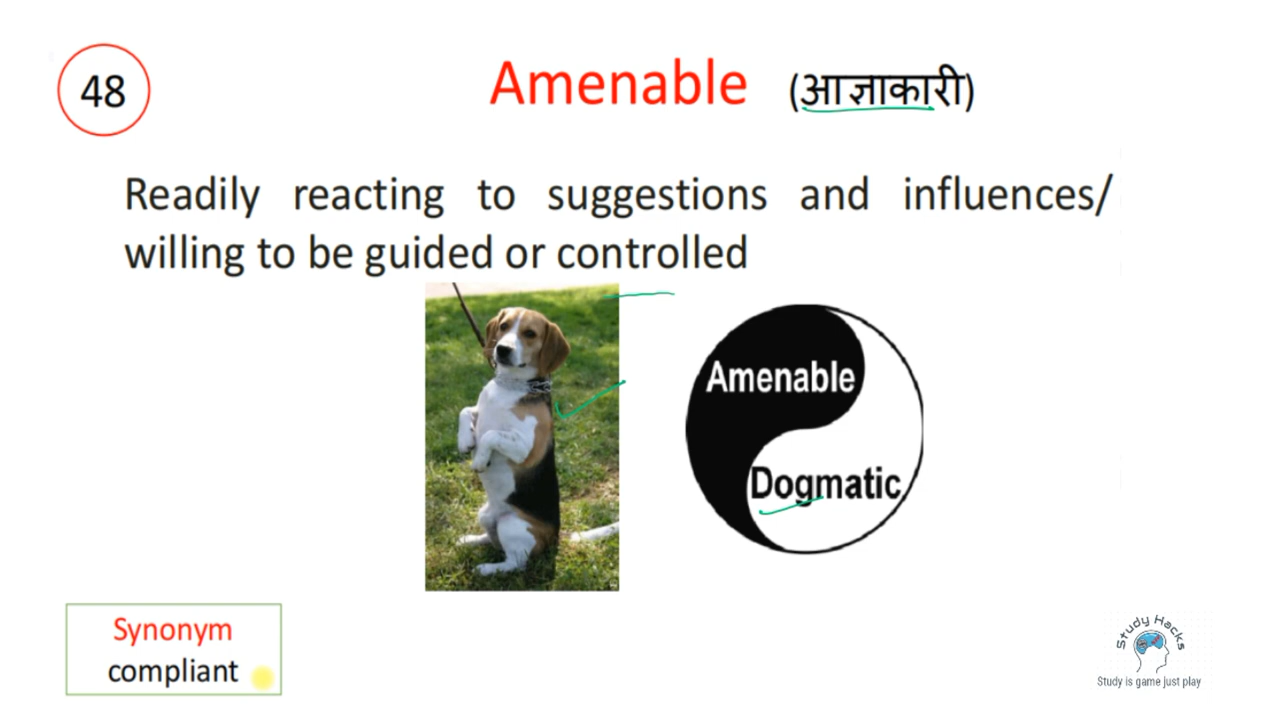 48
Amenable (आज्ञाकारी)
Readily reacting to suggestions and influences/
willing to be guided or controlled
Amenable
Dogmatic
Synonym
compliant
Study Hacks
Study is game just play